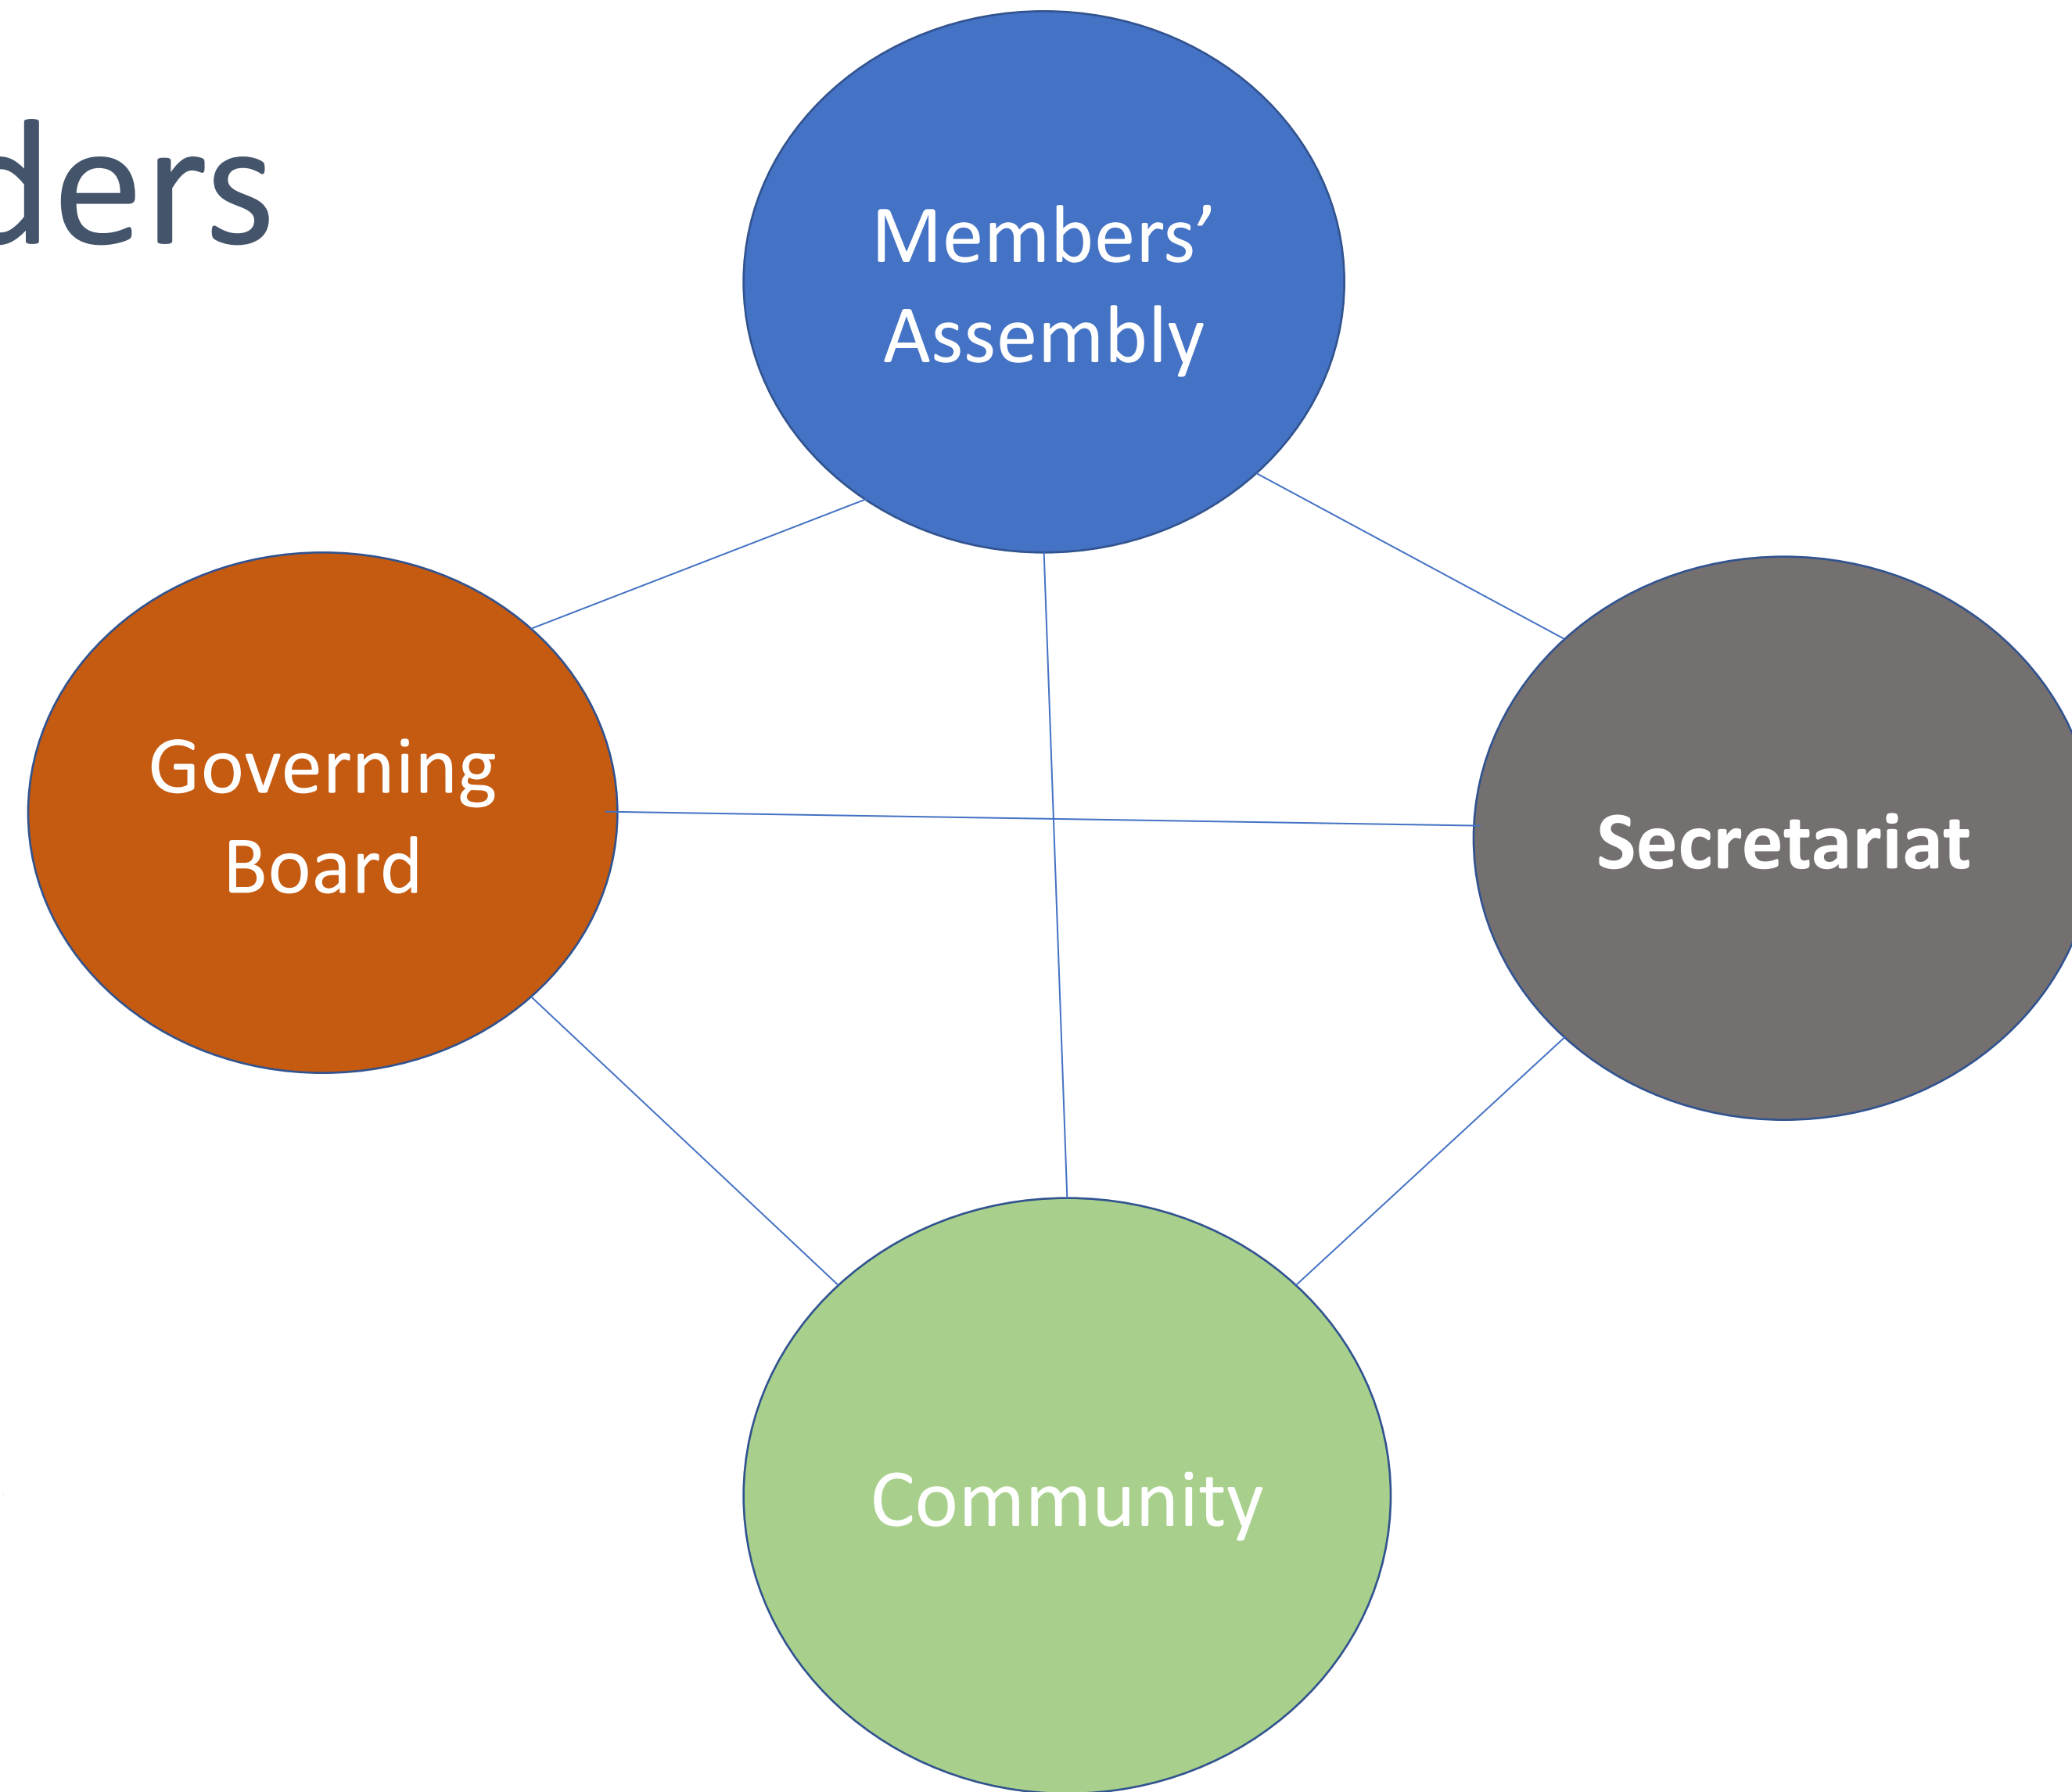 ders
Members’
Assembly
Governing
Board
Secretariat
Community